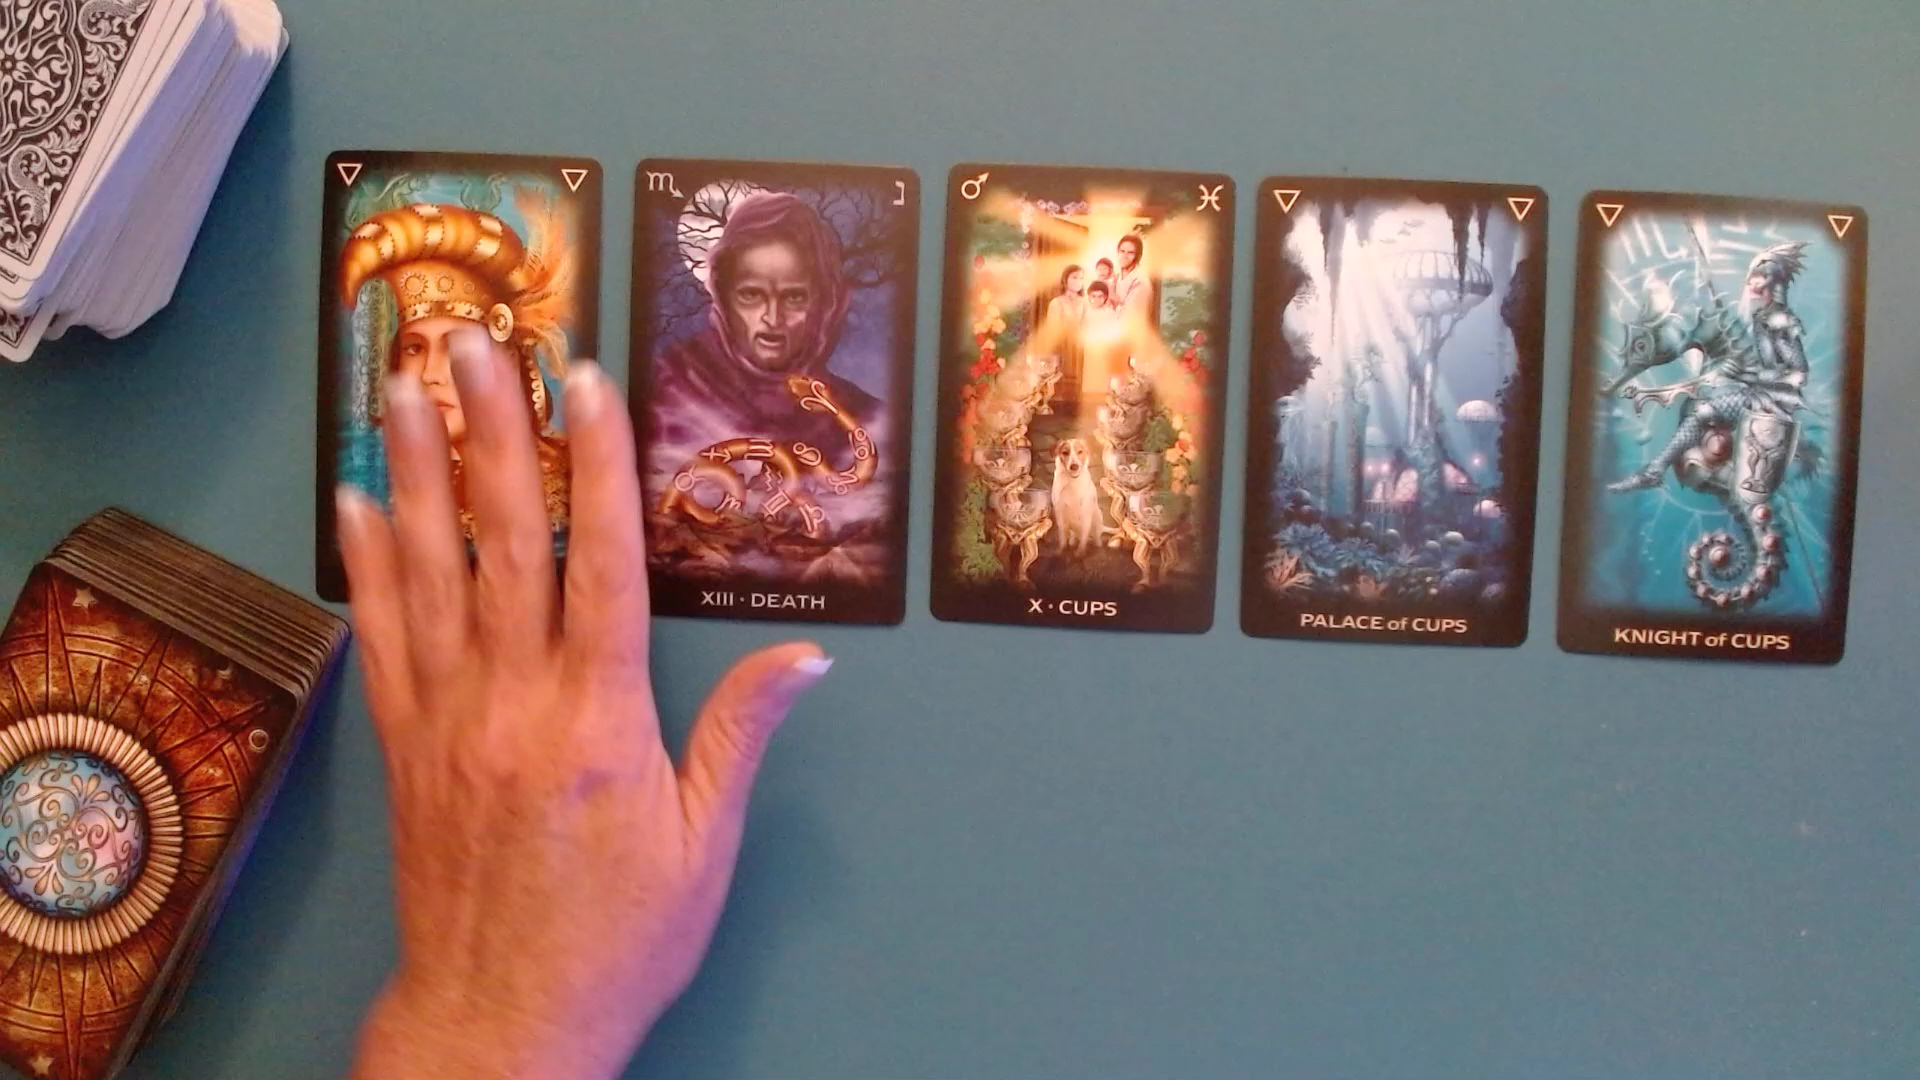 XIII · DEATH
X · CUPS
PALACE of CUPS
KNIGHT of CUPS